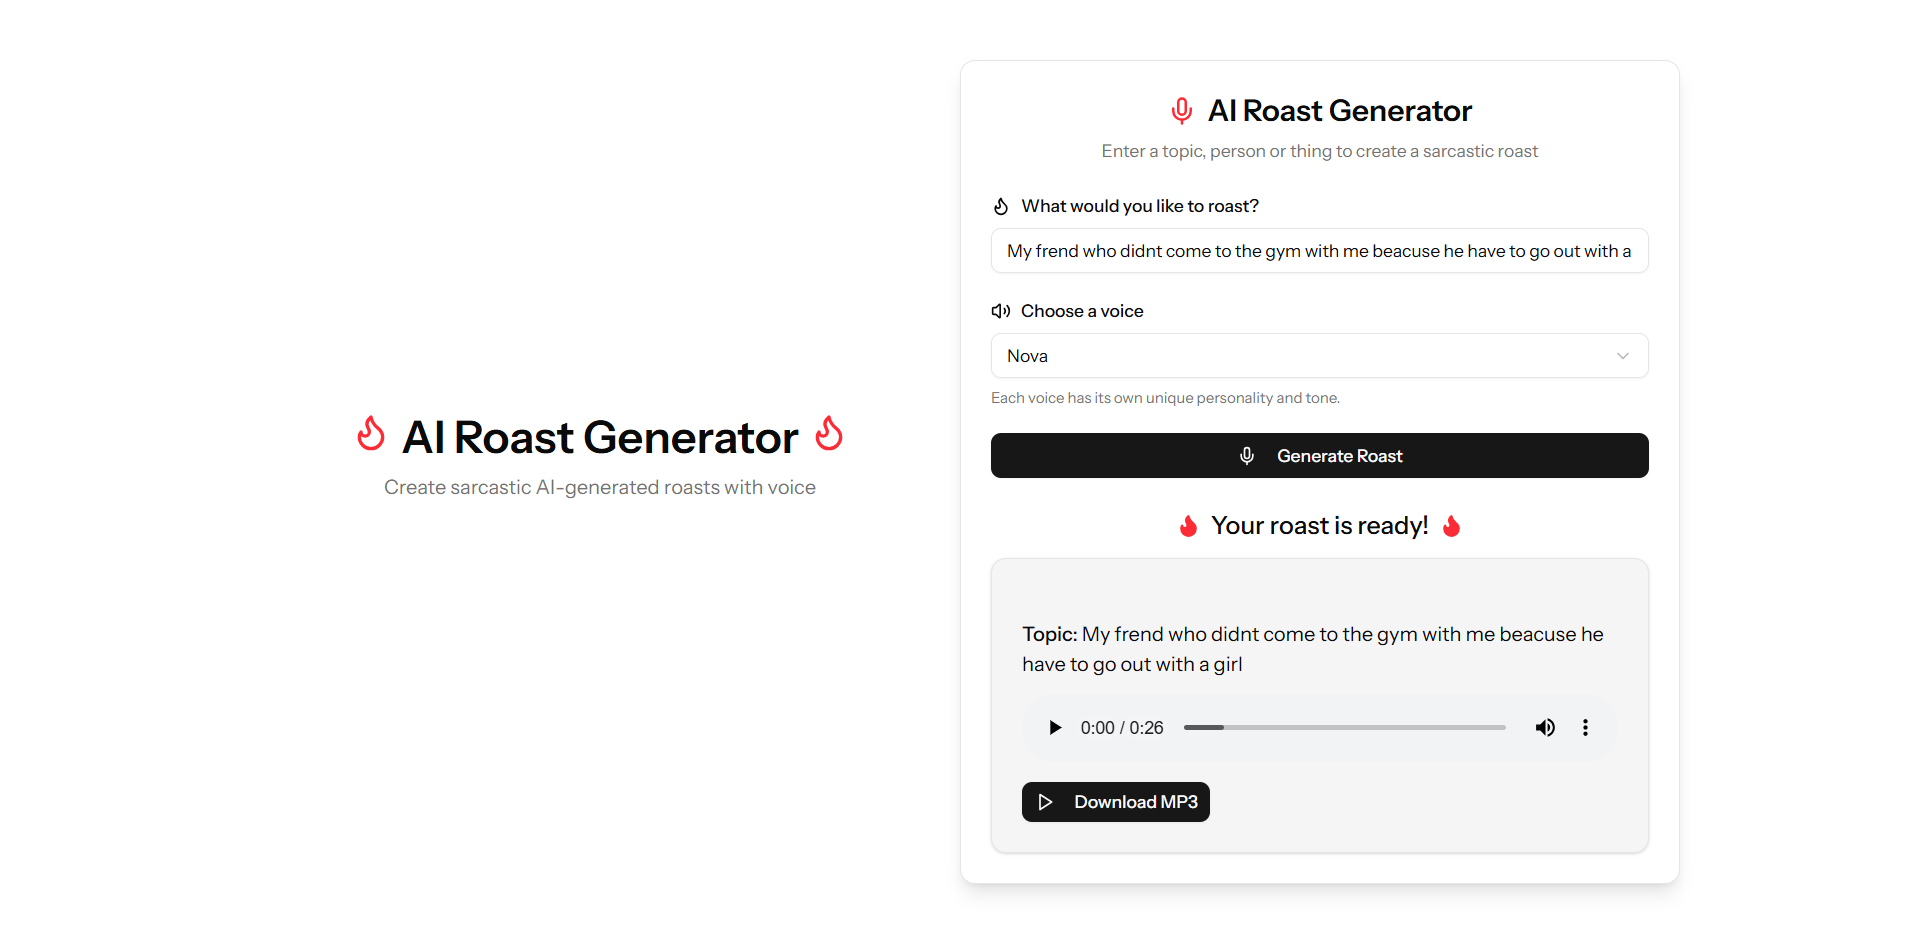 AI Roast Generator
Create sarcastic AI-generated roasts with voice
AI Roast Generator
Enter a topic, person or thing to create a sarcastic roast
What would you like to roast?
My frend who didnt come to the gym with me beacuse he have to go out with a
Choose a voice
Nova
Each voice has its own unique personality and tone.
Generate Roast
Your roast is ready!
Topic: My frend who didnt come to the gym with me beacuse he
have to go out with a girl
0:00 / 0:26
Download MP3